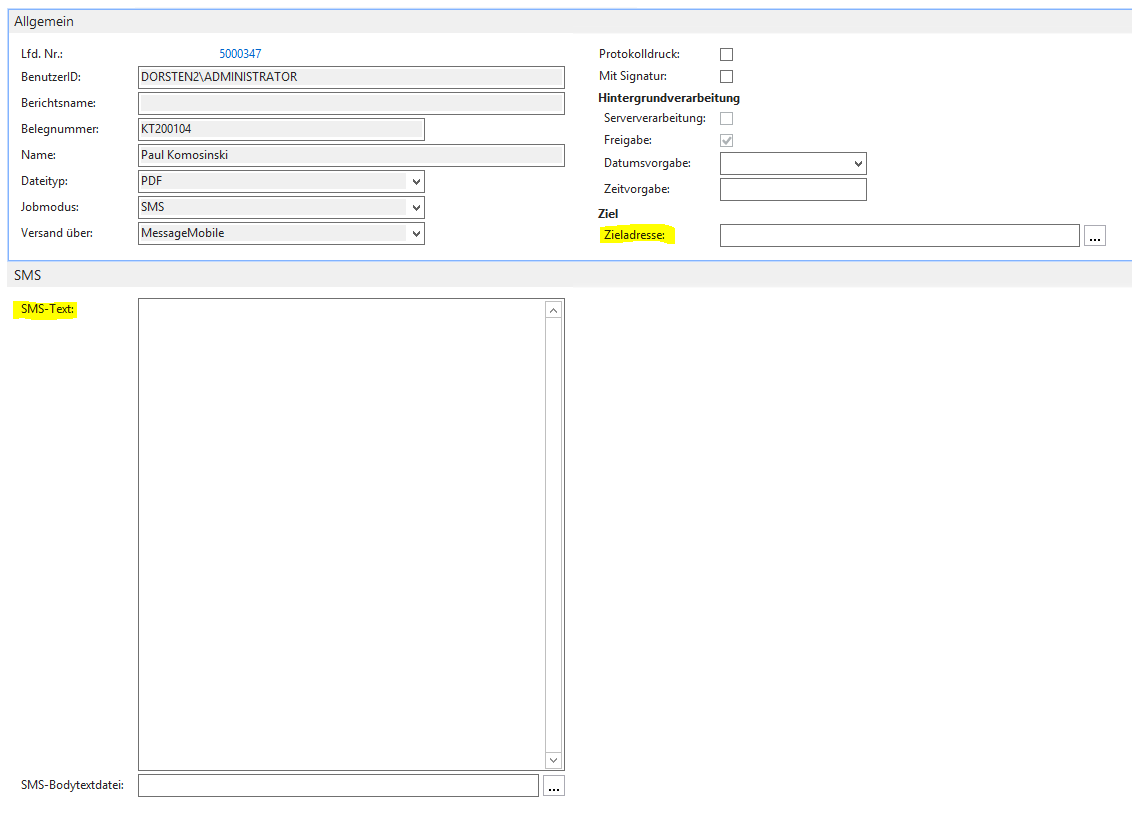 Allgemein
Lfd. Nr.: 5000347
BenutzerID: DORSTEN2\ADMINISTRATOR
Berichtsname:
Belegnummer: KT200104
Name: Paul Komosinski
Dateityp: PDF
Jobmodus: SMS
Versand über: MessageMobile
Protokolldruck:
Mit Signatur:
Hintergrundverarbeitung
Serververarbeitung:
Freigabe:
Datumsvorgabe:
Zeitvorgabe:
Ziel
Zieladresse: ...
SMS
SMS-Text:
SMS-Bodytextdatei: ...